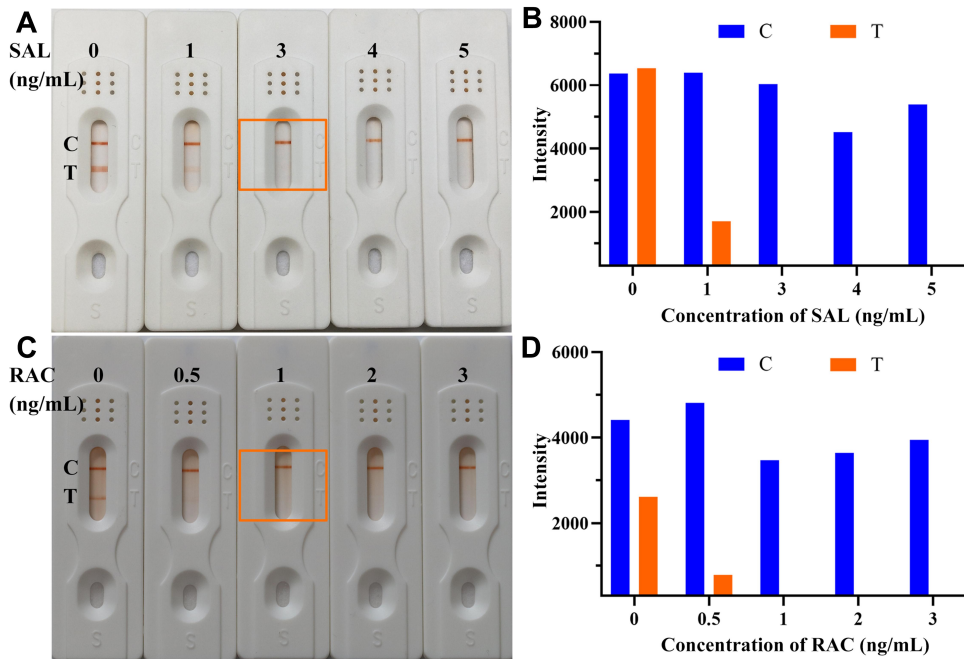 A
SAL
(ng/mL)
0 1 3 4 5
C
T
C T
C T
C T
C T
C T
S S S S S
B
C T
Intensity
8000
6000
4000
2000
0 1 3 4 5
Concentration of SAL (ng/mL)
C
RAC
(ng/mL)
0 0.5 1 2 3
C
T
C T
C T
C T
C T
C T
S S S S S
D
C T
Intensity
6000
4000
2000
0 0.5 1 2 3
Concentration of RAC (ng/mL)